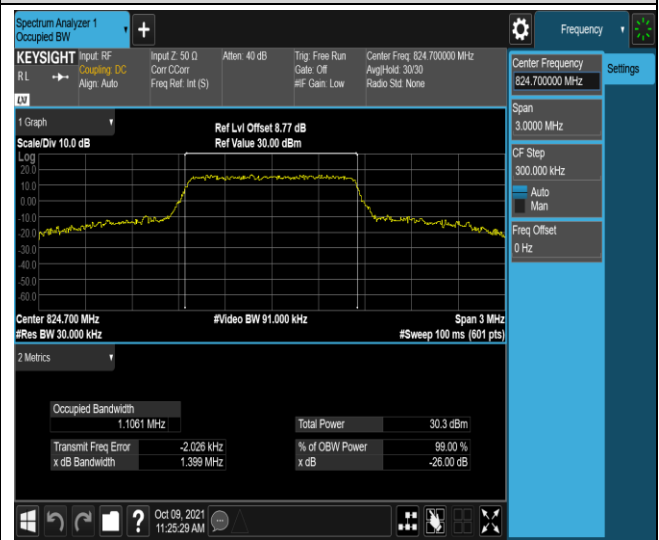 Spectrum Analyzer 1
Occupied BW
Frequency
KEYSIGHT
RL
LXI
Input: RF
Coupling: DC
Align: Auto
Input Z: 50 Ω
Corr CCorr
Freq Ref: Int (S)
Atten: 40 dB
Trig: Free Run
Gate: Off
#IF Gain: Low
Center Freq: 824.700000 MHz
Avg|Hold: 30/30
Radio Std: None
Center Frequency
824.700000 MHz
Settings
Span
3.0000 MHz
CF Step
300.000 kHz
Auto
Man
Freq Offset
0 Hz
1 Graph
Scale/Div 10.0 dB
Ref Lvl Offset 8.77 dB
Ref Value 30.00 dBm
Log
20.0
10.0
0.00
-10.0
-20.0
-30.0
-40.0
-50.0
-60.0
Center 824.700 MHz
#Res BW 30.000 kHz
#Video BW 91.000 kHz
Span 3 MHz
#Sweep 100 ms (601 pts)
2 Metrics
Occupied Bandwidth
1.1061 MHz
Total Power 30.3 dBm
Transmit Freq Error -2.026 kHz
% of OBW Power 99.00 %
x dB Bandwidth 1.399 MHz
x dB -26.00 dB
?
Oct 09, 2021
11:25:29 AM